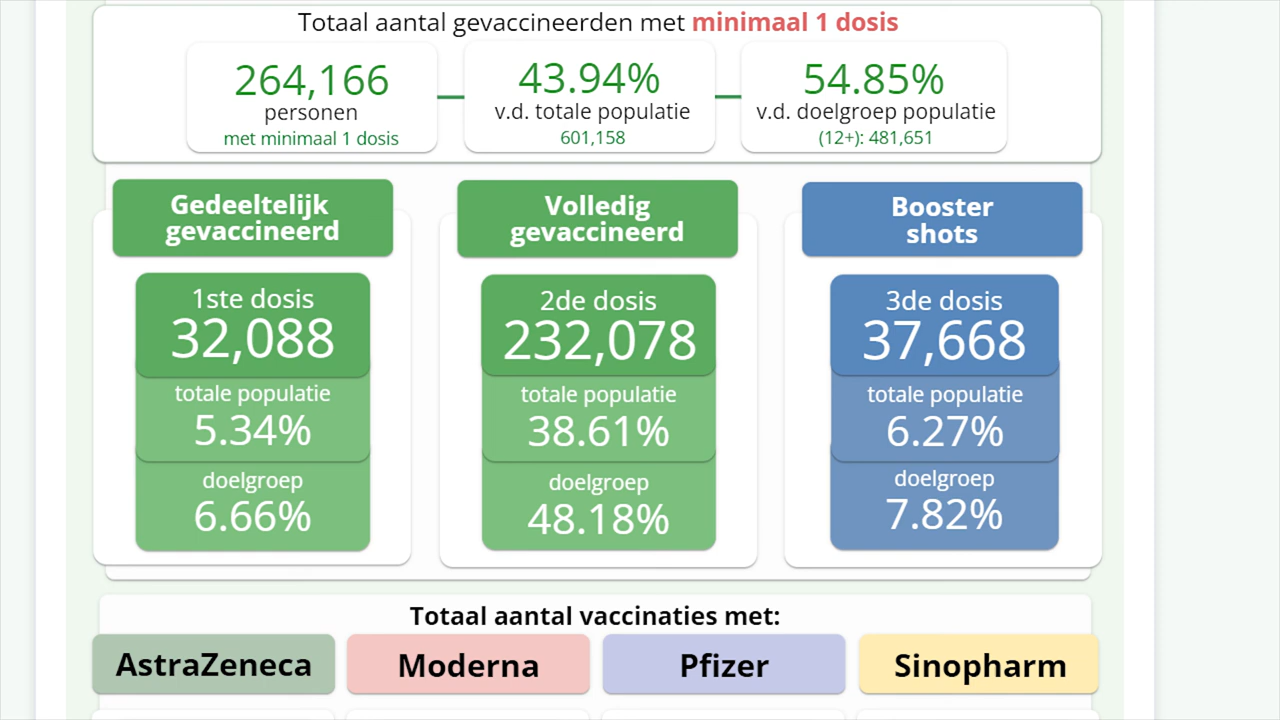 Totaal aantal gevaccineerden met minimaal 1 dosis
264,166
personen
met minimaal 1 dosis
43.94%
v.d. totale populatie
601,158
54.85%
v.d. doelgroep populatie
(12+): 481,651
Gedeeltelijk
gevaccineerd
1ste dosis
32,088
totale populatie
5.34%
doelgroep
6.66%
Volledig
gevaccineerd
2de dosis
232,078
totale populatie
38.61%
doelgroep
48.18%
Booster
shots
3de dosis
37,668
totale populatie
6.27%
doelgroep
7.82%
Totaal aantal vaccinaties met:
AstraZeneca
Moderna
Pfizer
Sinopharm